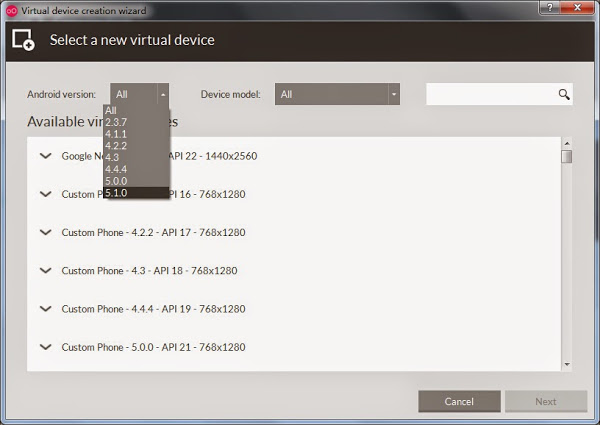 Virtual device creation wizard
Select a new virtual device
Android version: All Device model: All
All
2.3.7
4.1.1
4.2.2
4.3
4.4.4
5.0.0
5.1.0
Available vir es
Google Ne API 22 - 1440x2560
Custom P API 16 - 768x1280
Custom Phone - 4.2.2 - API 17 - 768x1280
Custom Phone - 4.3 - API 18 - 768x1280
Custom Phone - 4.4.4 - API 19 - 768x1280
Custom Phone - 5.0.0 - API 21 - 768x1280
Cancel Next